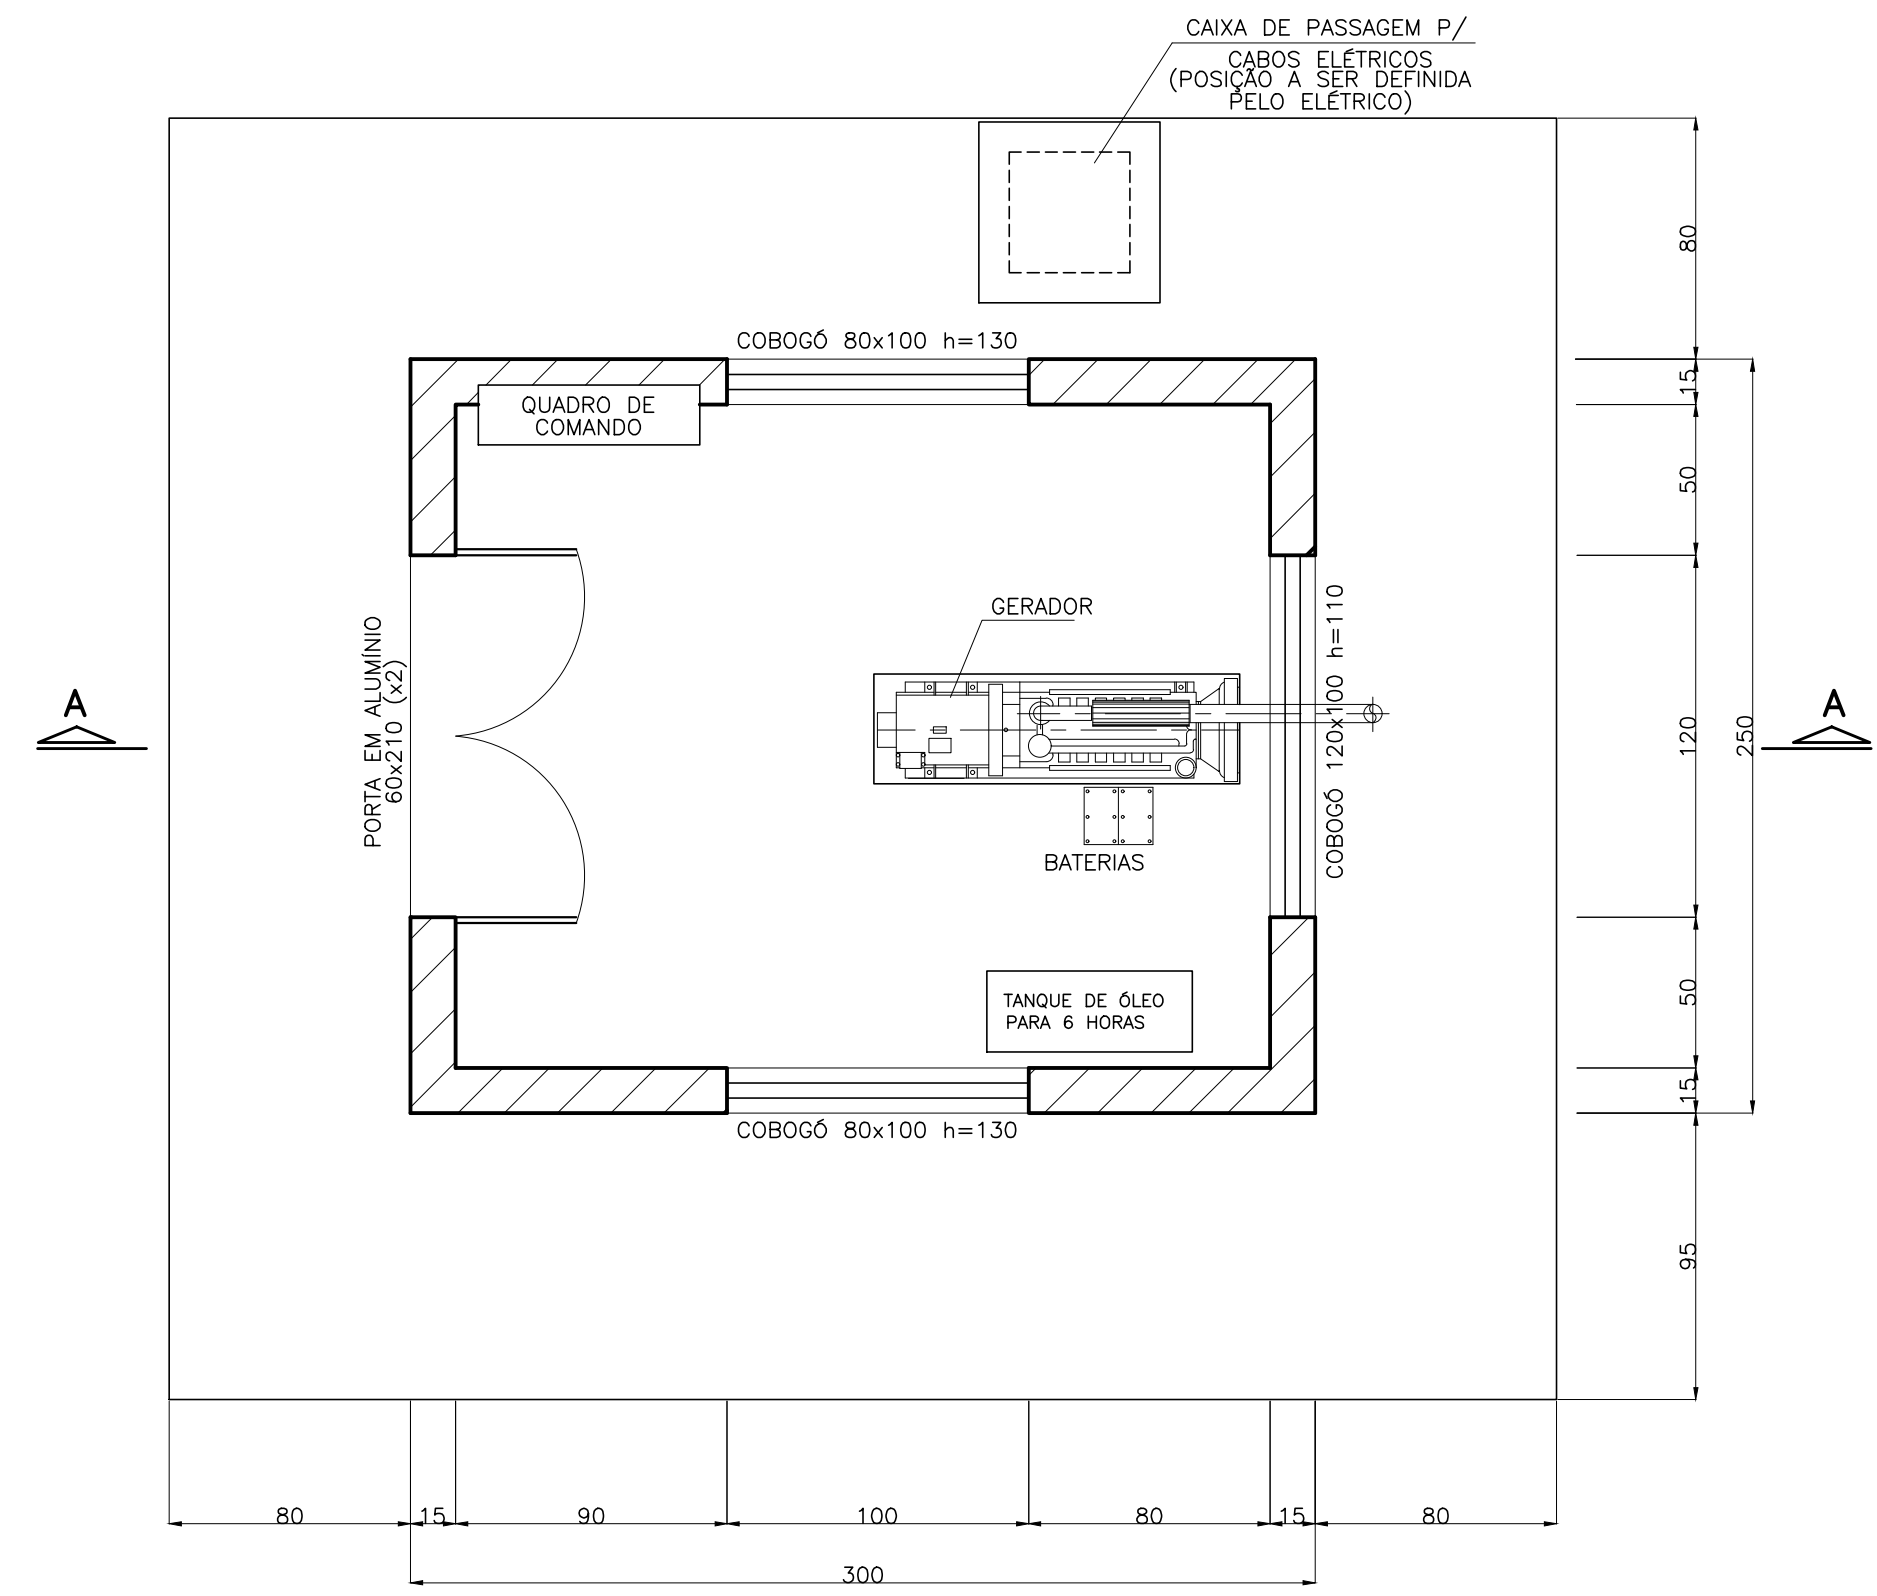 CAIXA DE PASSAGEM P/
CABOS ELÉTRICOS
(POSIÇÃO A SER DEFINIDA
PELO ELÉTRICO)
80
COBOGÓ 80x100 h=130
15
QUADRO DE
COMANDO
50
GERADOR
COBOGÓ 120x100 h=110
PORTA EM ALUMÍNIO
60x210 (x2)
A
A
120
250
BATERIAS
TANQUE DE ÓLEO
PARA 6 HORAS
50
15
COBOGÓ 80x100 h=130
95
80
15
90
100
80
15
80
300